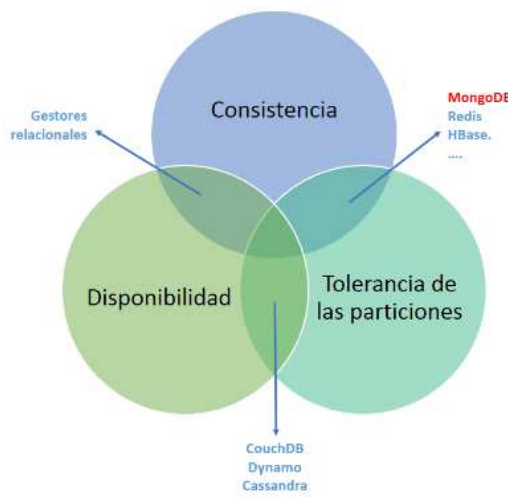 Consistencia
Gestores
relacionales
MongoDB
Redis
HBase.
....
Disponibilidad
Tolerancia de
las particiones
CouchDB
Dynamo
Cassandra